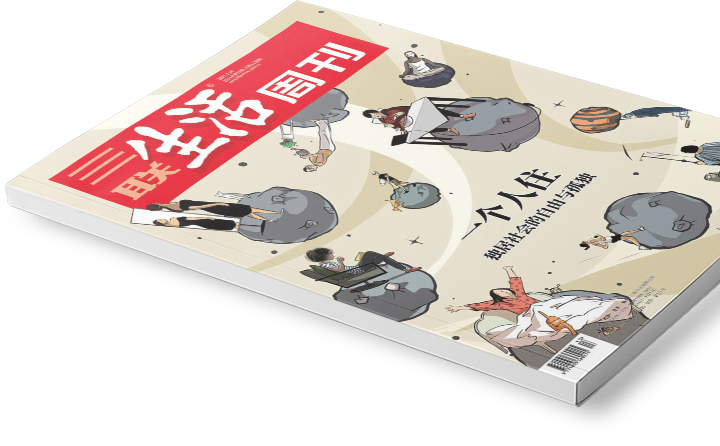 三联生活周刊
一个人住
独居社会的自由与孤独